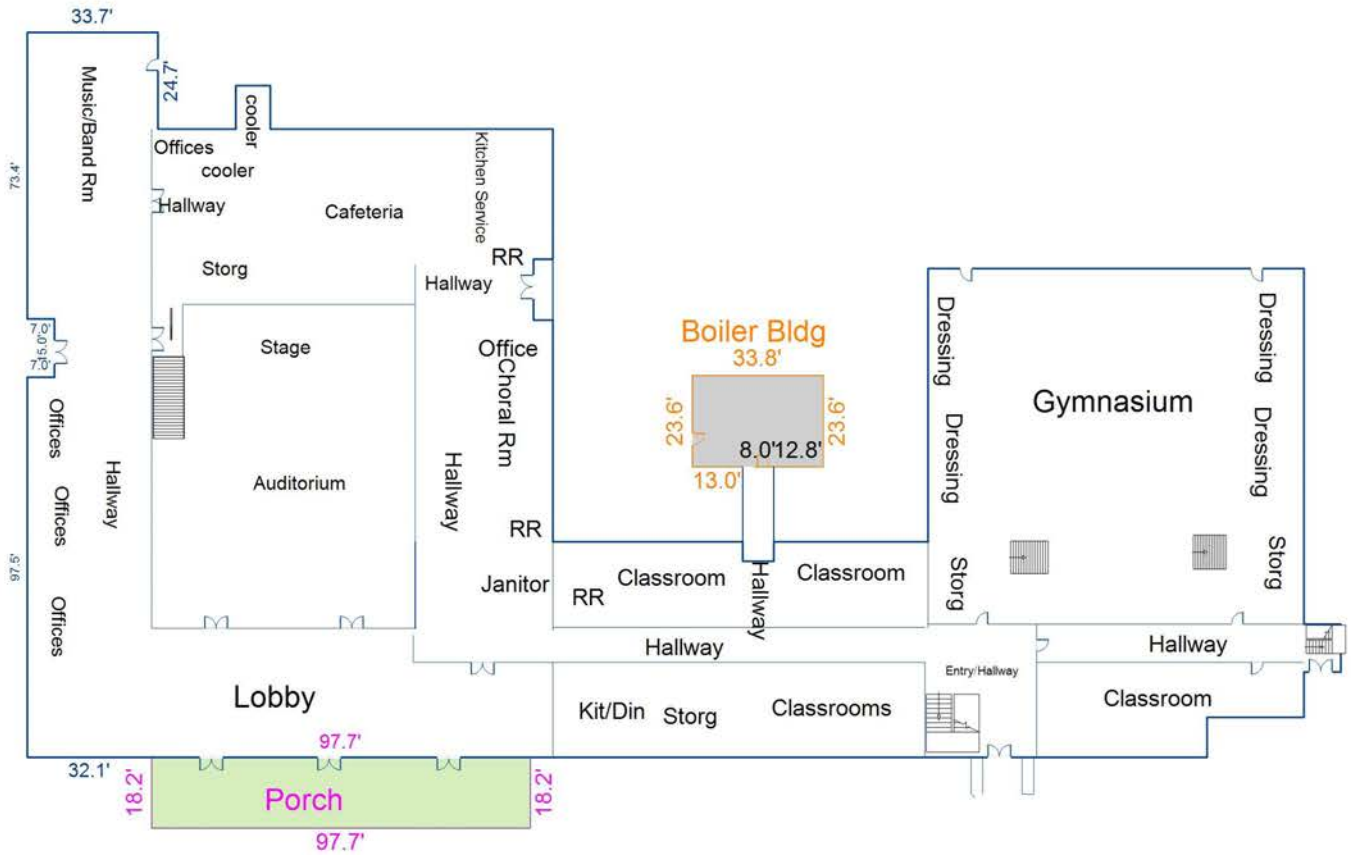 33.7'
24.7'
Music/Band Rm
73.4'
cooler
Offices
cooler
Hallway
Cafeteria
Kitchen Service
RR
Storg
Hallway
7.0'
15.0'
7.0'
Stage
Office
Choral Rm
Auditorium
Hallway
RR
Janitor
Offices
Offices
Offices
Hallway
97.5'
Lobby
32.1'
97.7'
18.2'
Porch
18.2'
97.7'
Boiler Bldg
33.8'
23.6'
23.6'
8.0'
12.8'
13.0'
RR
Classroom
Hallway
Classroom
Hallway
Kit/Din
Storg
Classrooms
Dressing
Dressing
Storg
Gymnasium
Dressing
Dressing
Storg
Entry/Hallway
Hallway
Classroom